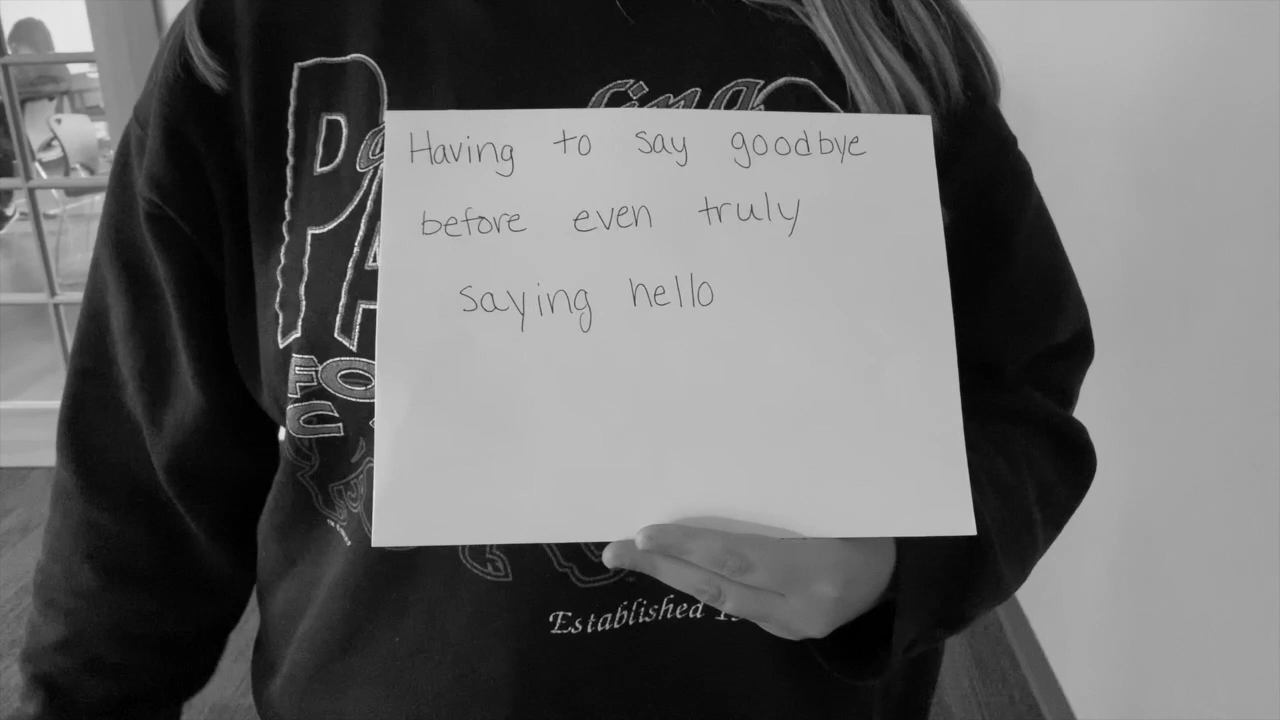 Having to say goodbye
before even truly
saying hello
Established